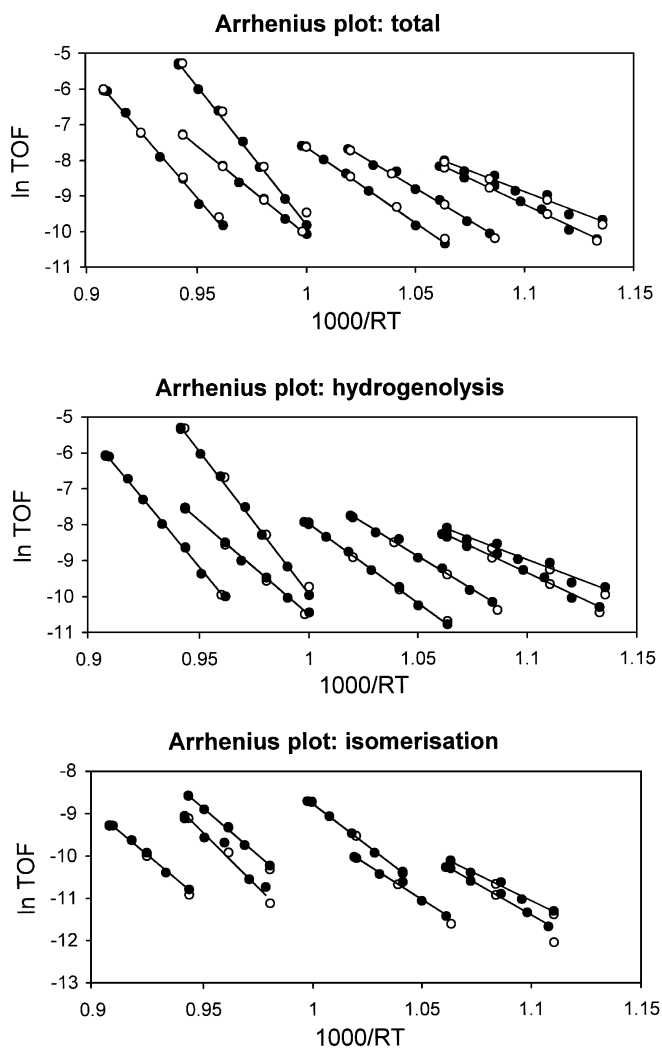 Arrhenius plot: total
-5
-6
-7
-8
-9
-10
-11
ln TOF
0.9 0.95 1 1.05 1.1 1.15
1000/RT
Arrhenius plot: hydrogenolysis
-5
-6
-7
-8
-9
-10
-11
ln TOF
0.9 0.95 1 1.05 1.1 1.15
1000/RT
Arrhenius plot: isomerisation
-8
-9
-10
-11
-12
-13
ln TOF
0.9 0.95 1 1.05 1.1 1.15
1000/RT